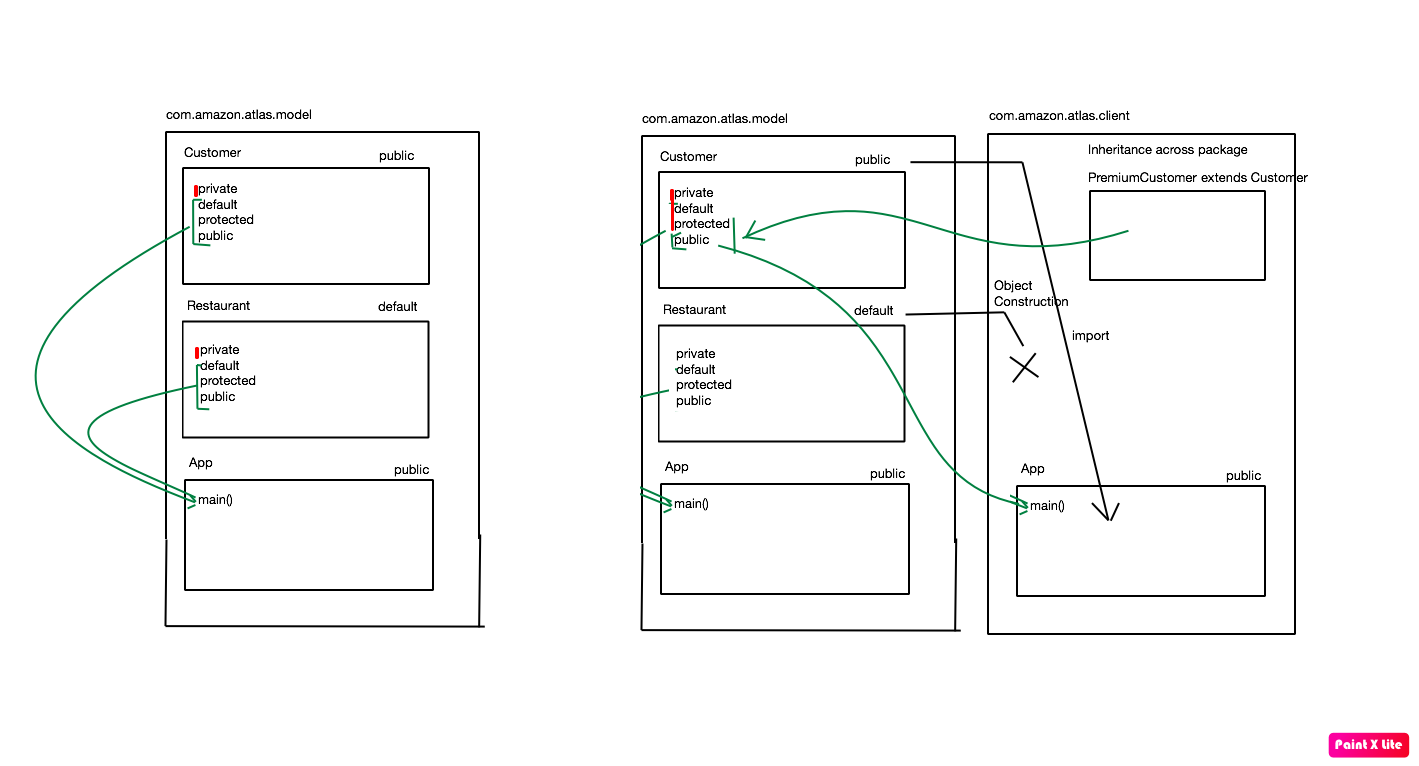 com.amazon.atlas.model
Customer
public
private
default
protected
public
Restaurant
default
private
default
protected
public
App
public
main()
com.amazon.atlas.model
Customer
public
private
default
protected
public
Restaurant
default
private
default
protected
public
App
public
main()
com.amazon.atlas.client
Inheritance across package
PremiumCustomer extends Customer
Object
Construction
import
App
public
main()
Paint X Lite